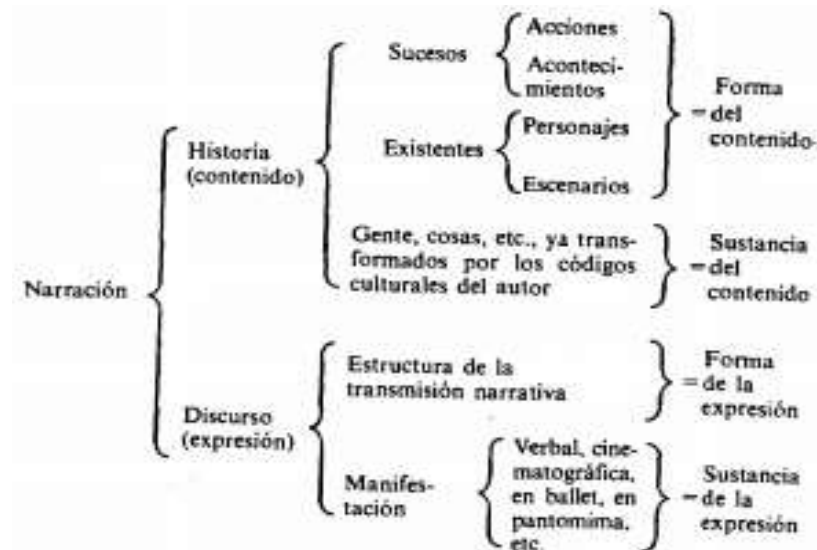 Narración
Historia
(contenido)
Sucesos
Acciones
Aconteci-
mientos
Existentes
Personajes
Escenarios
= Forma
del
contenido
Gente, cosas, etc., ya trans-
formados por los códigos
culturales del autor
Sustancia
= del
contenido
Discurso
(expresión)
Estructura de la
transmisión narrativa
Forma
= de la
expresión
Manifes-
tación
Verbal, cine-
matográfica,
en ballet, en
pantomima,
etc.
Sustancia
= de la
expresión